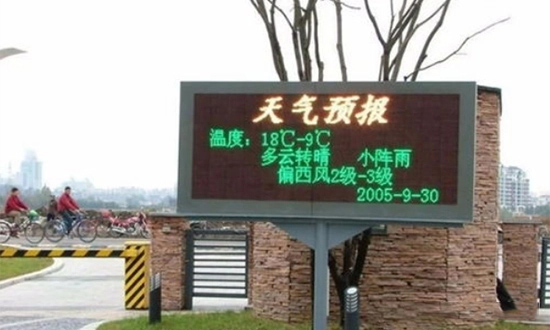 天气预报
温度：18℃-9℃
多云转晴 小阵雨
偏西风2级-3级
2005-9-30